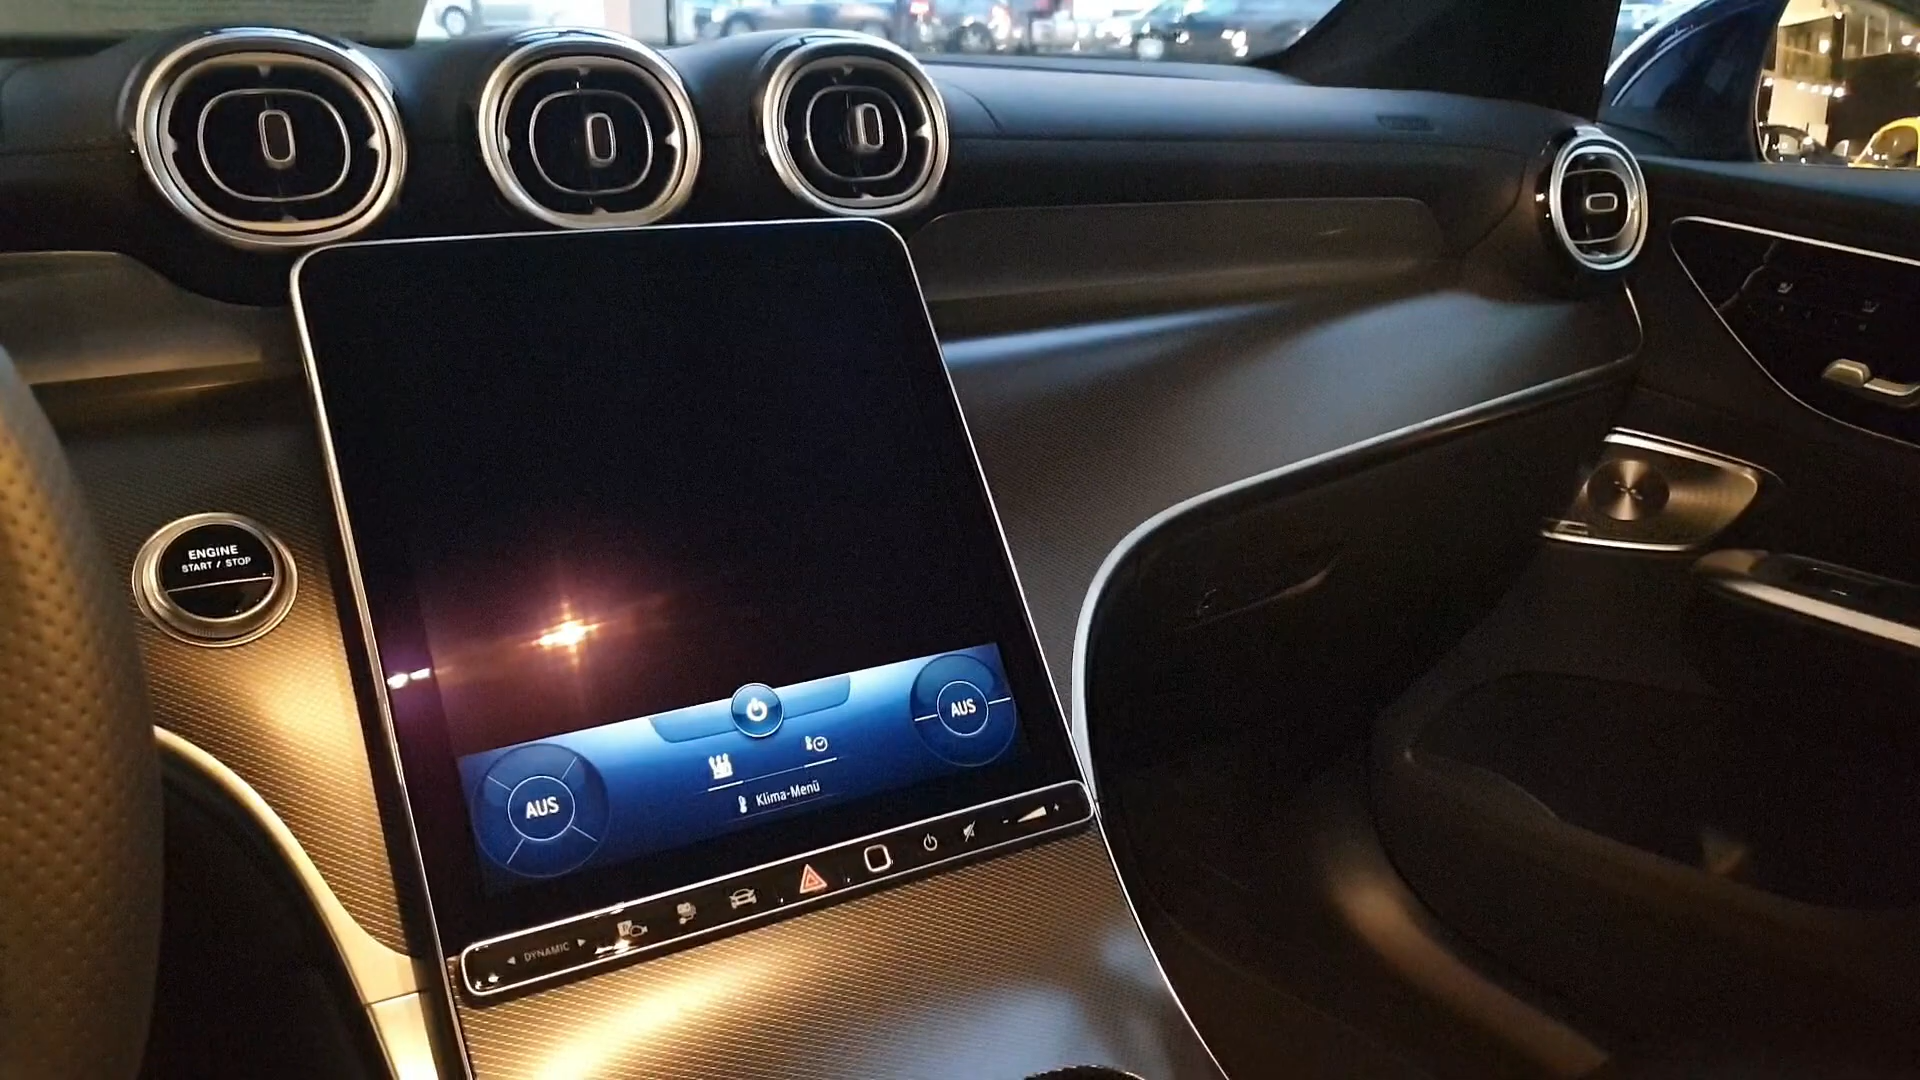 ENGINE
START / STOP
AUS
AUS
Klima-Menü
DYNAMIC